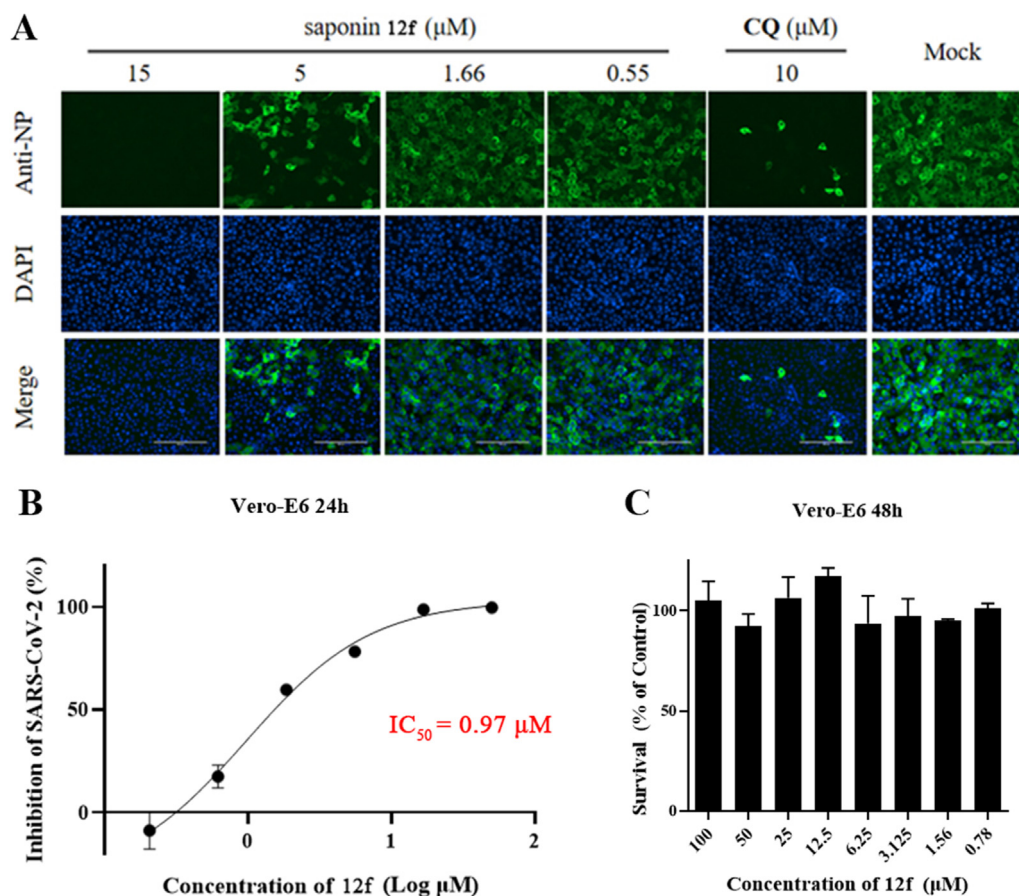 A
saponin 12f (μM)
CQ (μM)
Mock
15
5
1.66
0.55
10
Anti-NP
DAPI
Merge
B
Vero-E6 24h
Inhibition of SARS-CoV-2 (%)
100
50
0
IC50 = 0.97 μM
0
1
2
Concentration of 12f (Log μM)
C
Vero-E6 48h
Survival (% of Control)
100
50
0
100
50
25
12.5
6.25
3.125
1.56
0.78
Concentration of 12f (μM)